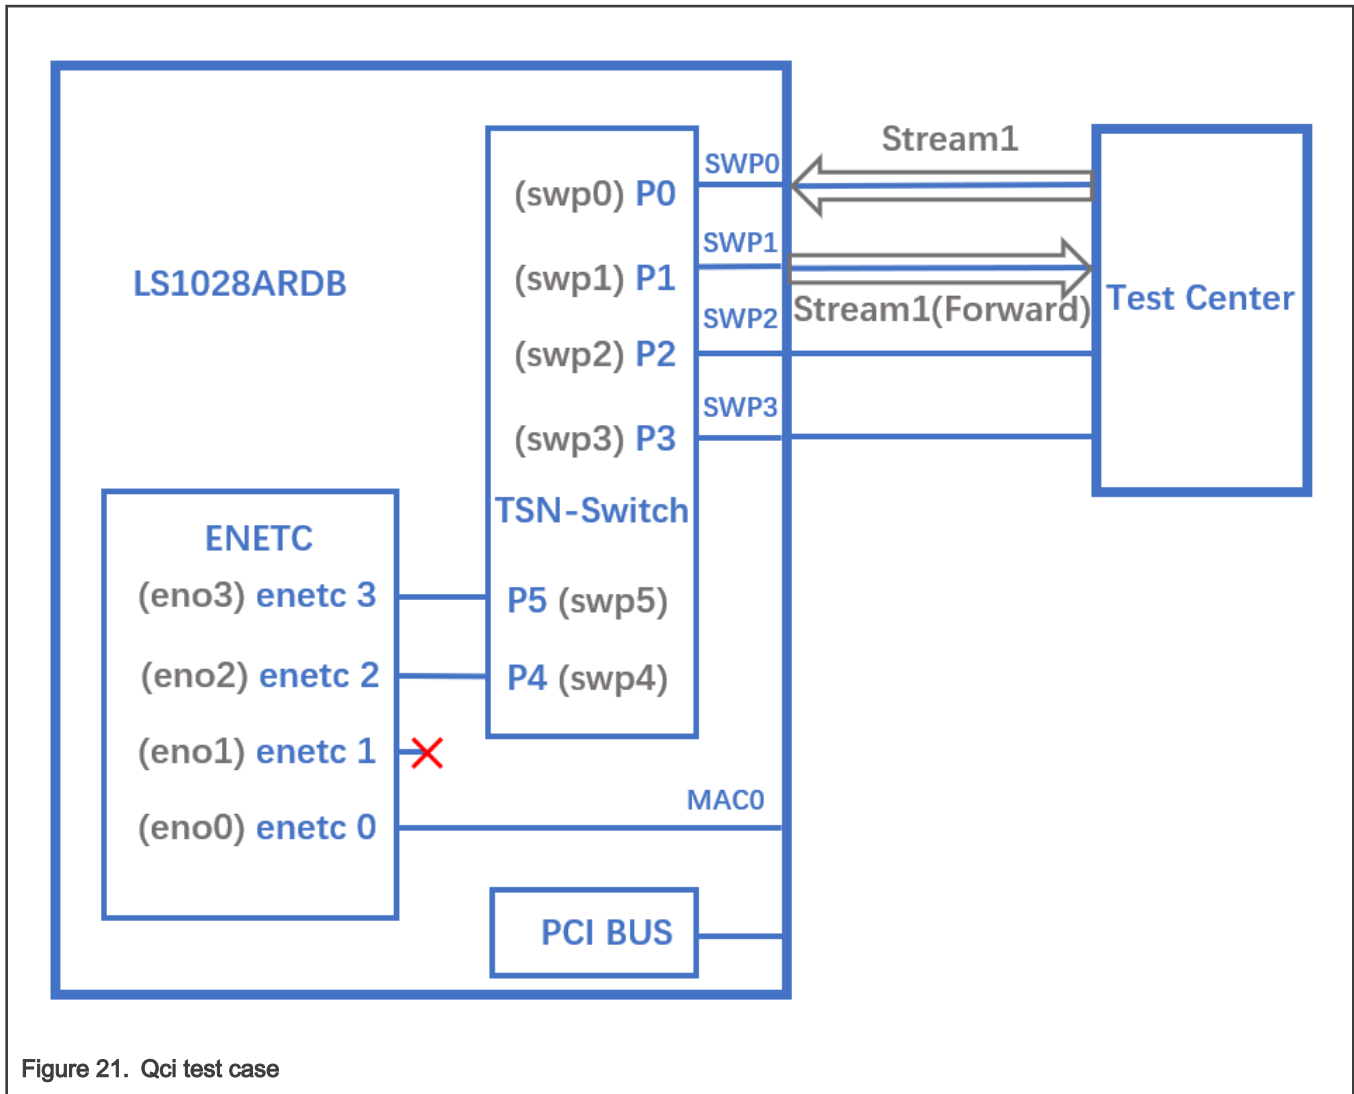 Stream1
SWP0
(swp0) P0
SWP1
(swp1) P1
LS1028ARDB
Test Center
Stream1(Forward)
SWP2
(swp2) P2
SWP3
(swp3) P3
TSN-Switch
ENETC
(eno3) enetc 3
P5 (swp5)
(eno2) enetc 2
P4 (swp4)
(eno1) enetc 1
MAC0
(eno0) enetc 0
PCI BUS
Figure 21. Qci test case